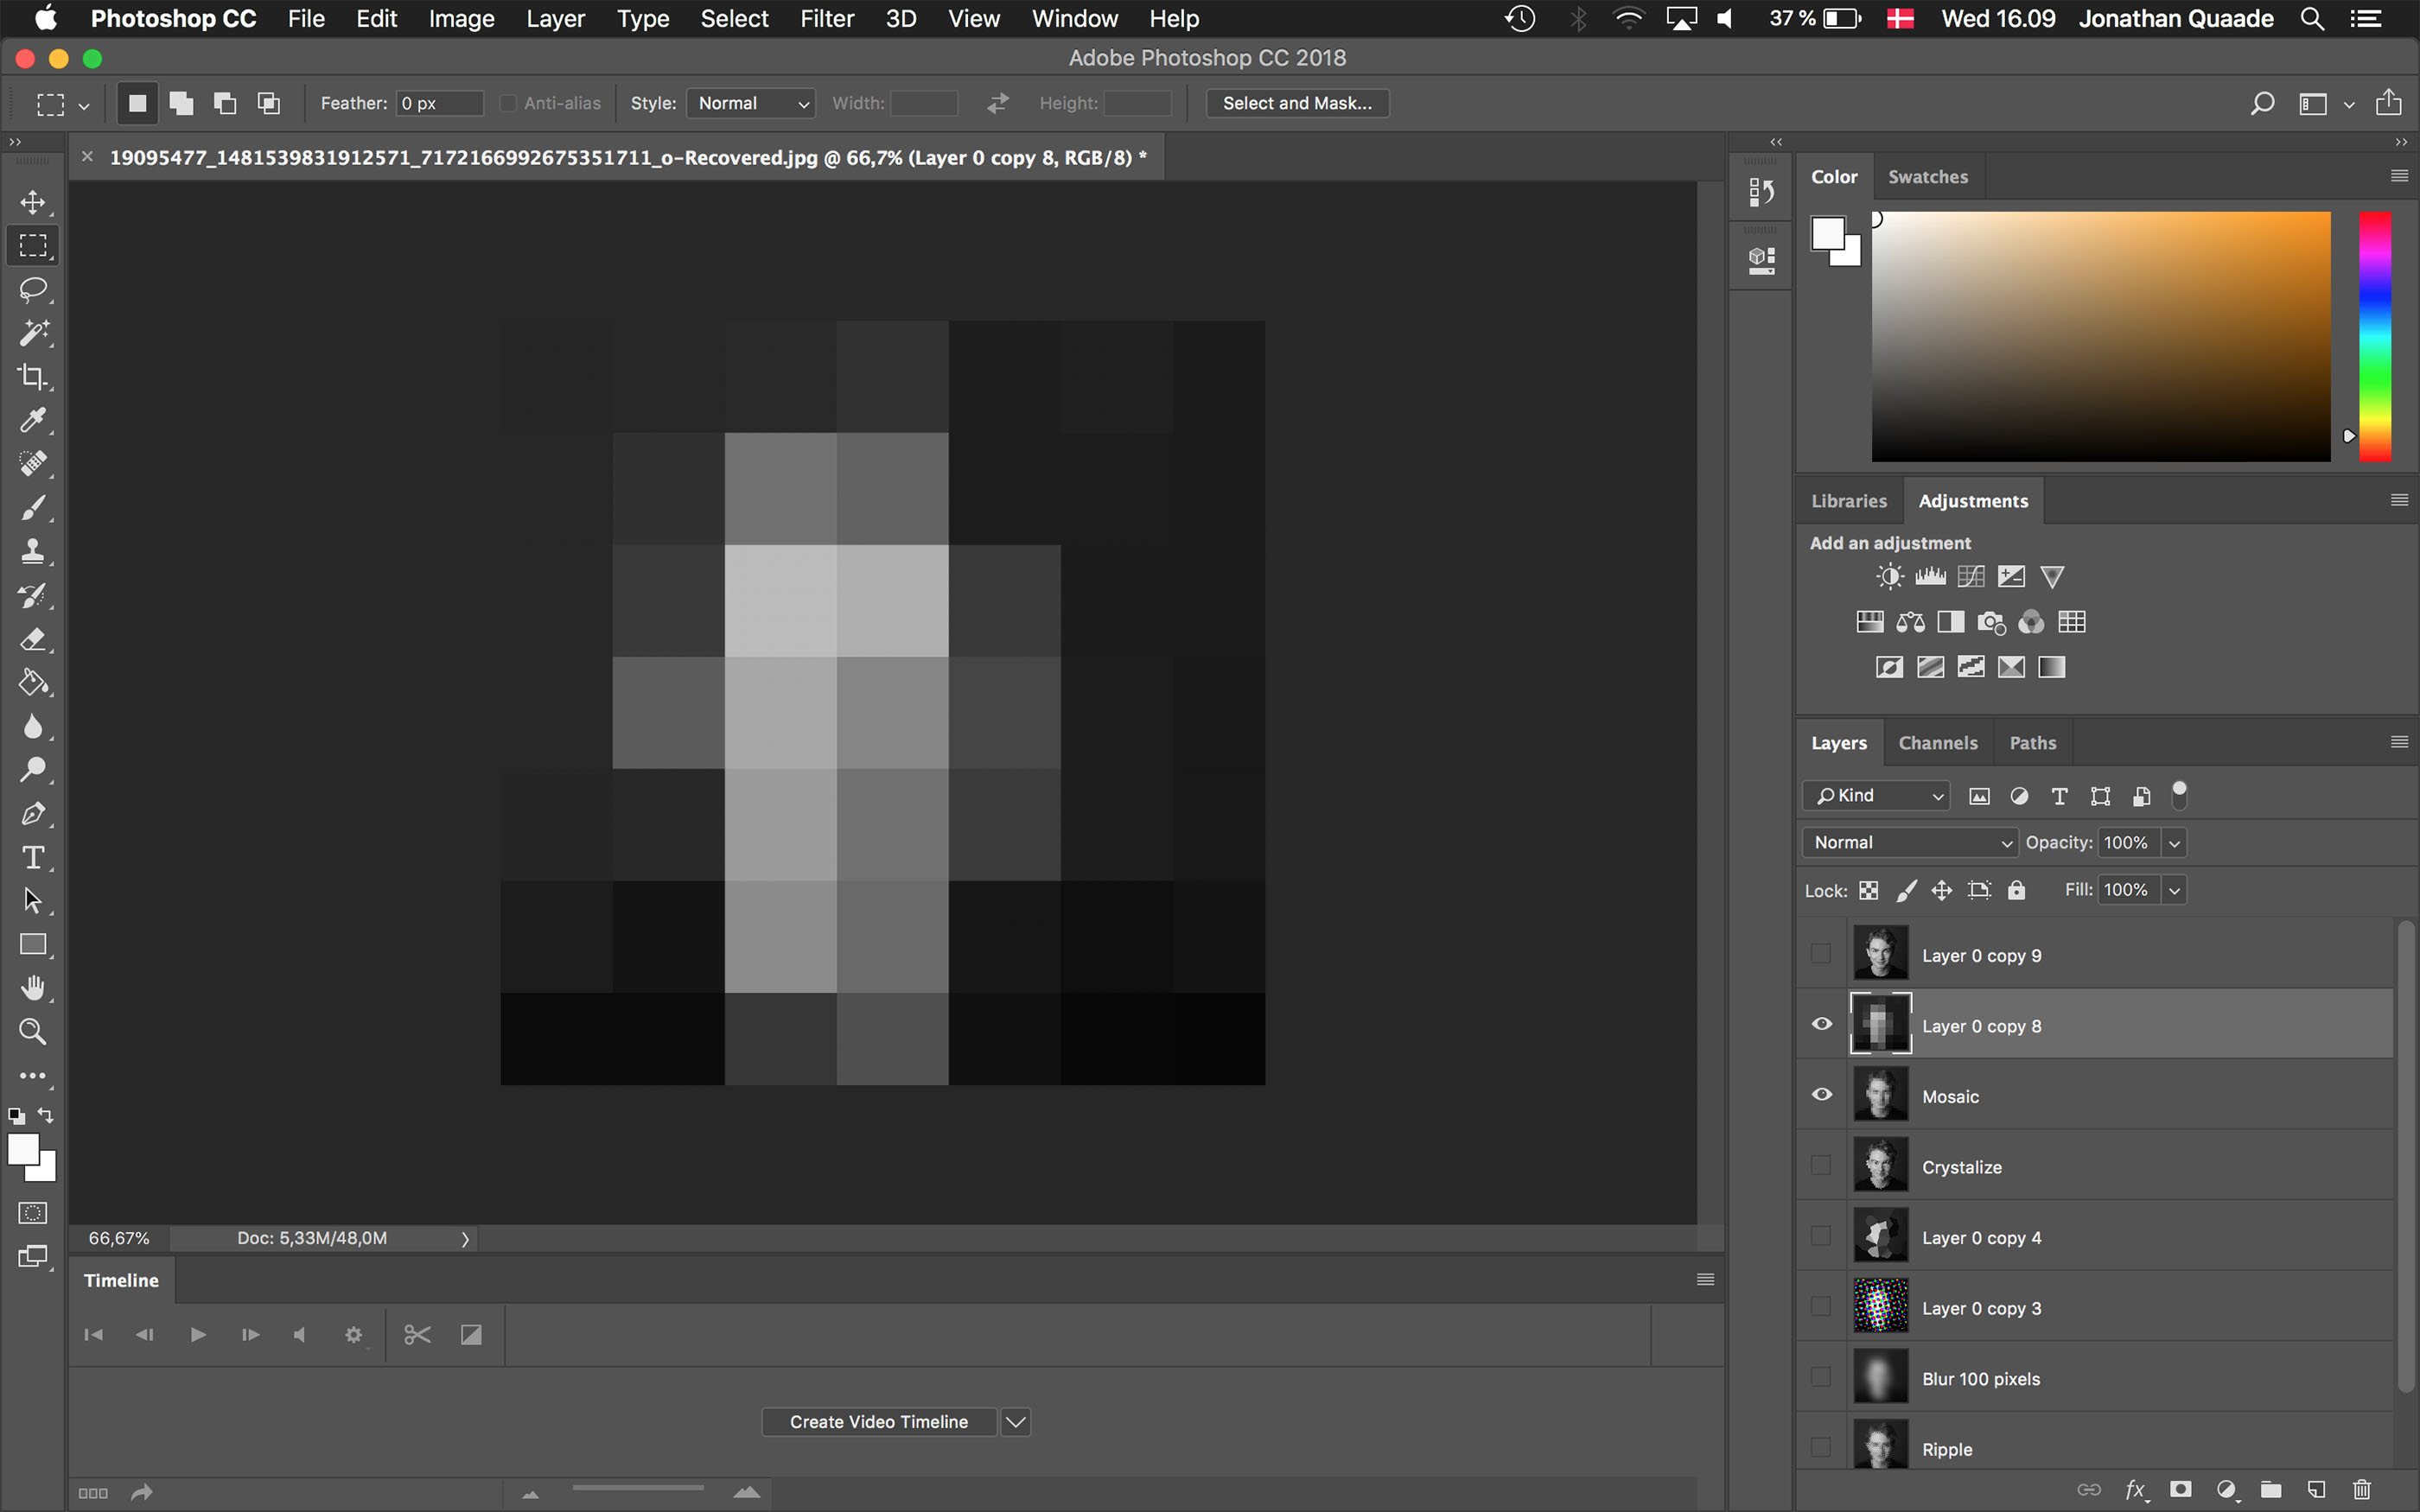 Photoshop CC File Edit Image Layer Type Select Filter 3D View Window Help 37 % Wed 16.09 Jonathan Quaade
Adobe Photoshop CC 2018
Feather: 0 px Anti-alias Style: Normal Width: Height: Select and Mask...
19095477_1481539831912571_7172166992675351711_o-Recovered.jpg @ 66,7% (Layer 0 copy 8, RGB/8) *
Color Swatches
Libraries Adjustments
Add an adjustment
Layers Channels Paths
Kind
Normal Opacity: 100%
Lock: Fill: 100%
Layer 0 copy 9
Layer 0 copy 8
Mosaic
Crystalize
Layer 0 copy 4
Layer 0 copy 3
Blur 100 pixels
Ripple
66,67% Doc: 5,33M/48,0M
Timeline
Create Video Timeline
fx